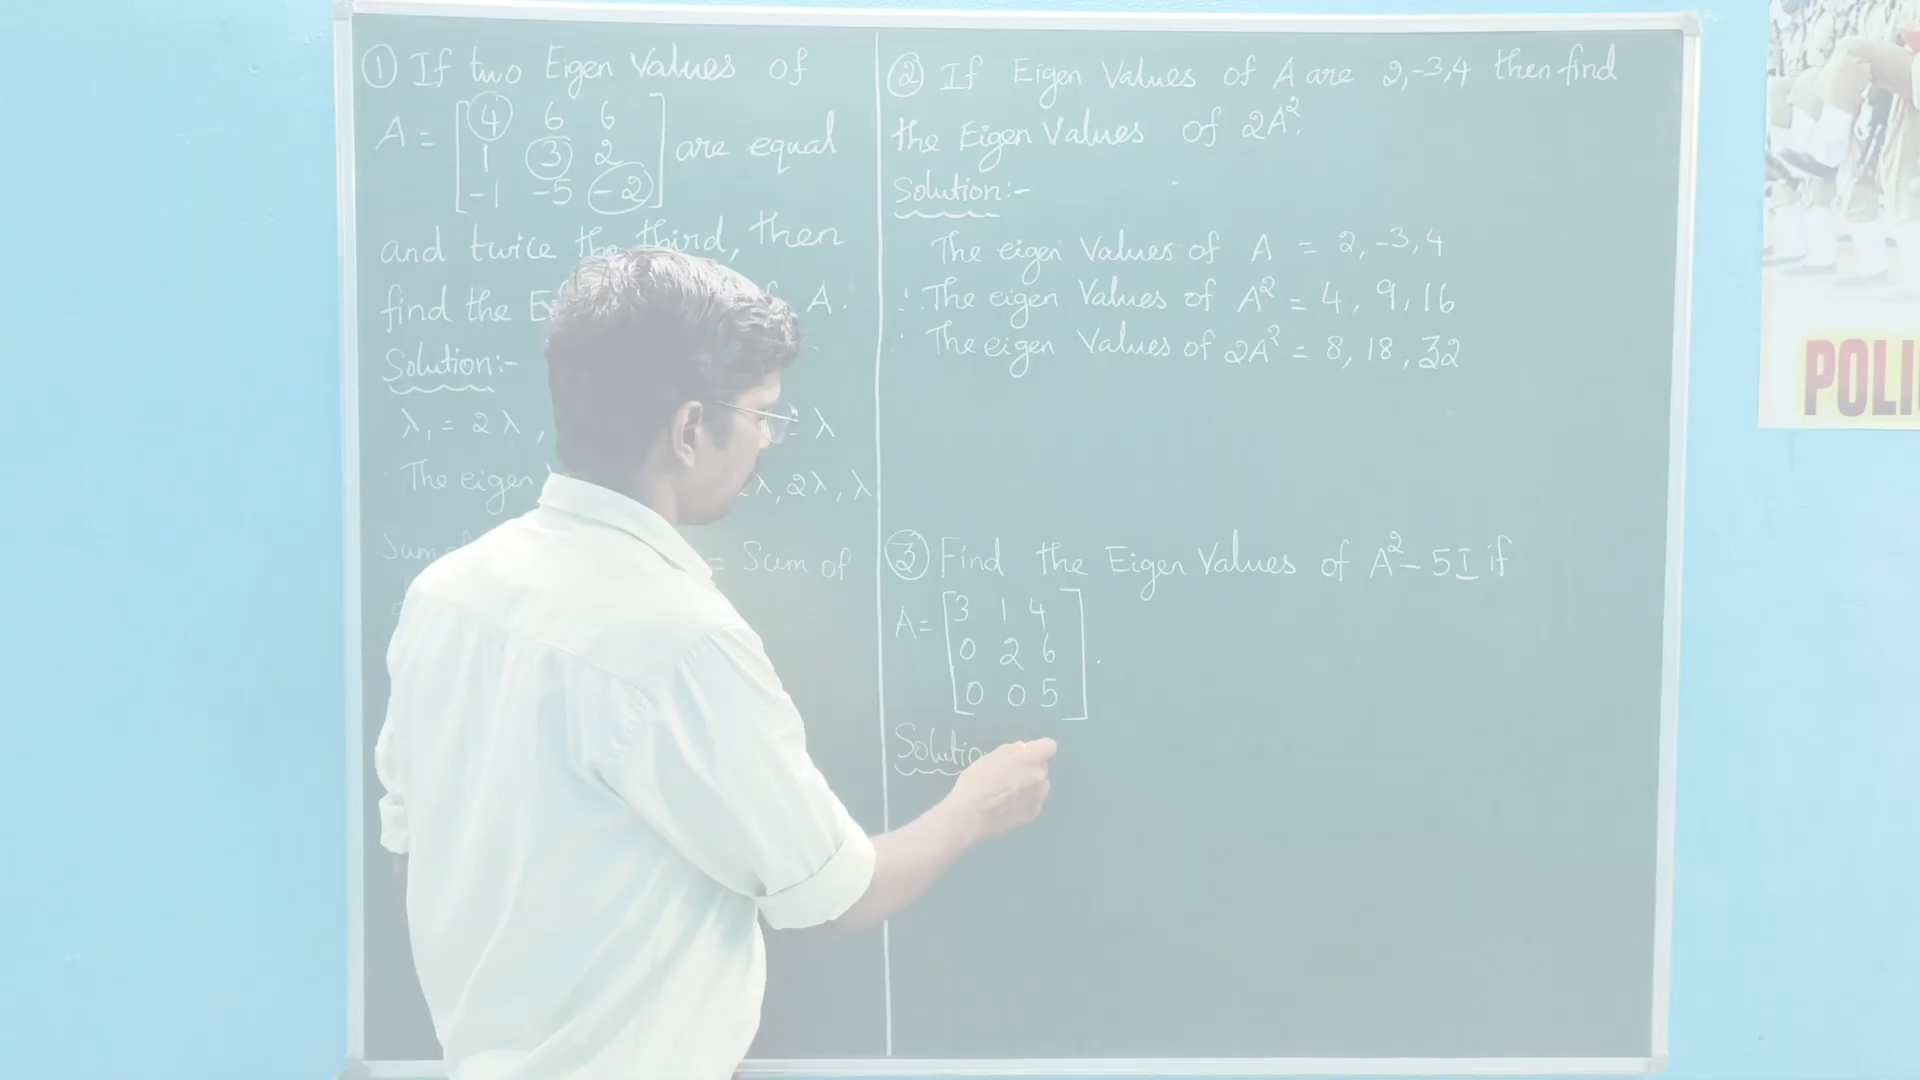 ① If two Eigen Values of
A = [4 6 6
1 3 2
-1 -5 -2] are equal
and twice the third, then
find the A.
Solution:-
λ₁ = 2λ, = λ
The eigen 2λ, 2λ, λ
Sum of = Sum of
② If Eigen Values of A are 2,-3,4 then find
the Eigen Values of 2A².
Solution:-
The eigen Values of A = 2,-3,4
∴ The eigen Values of A² = 4, 9, 16
∴ The eigen Values of 2A² = 8, 18, 32
③ Find the Eigen Values of A² - 5I if
A = [3 1 4
0 2 6
0 0 5].